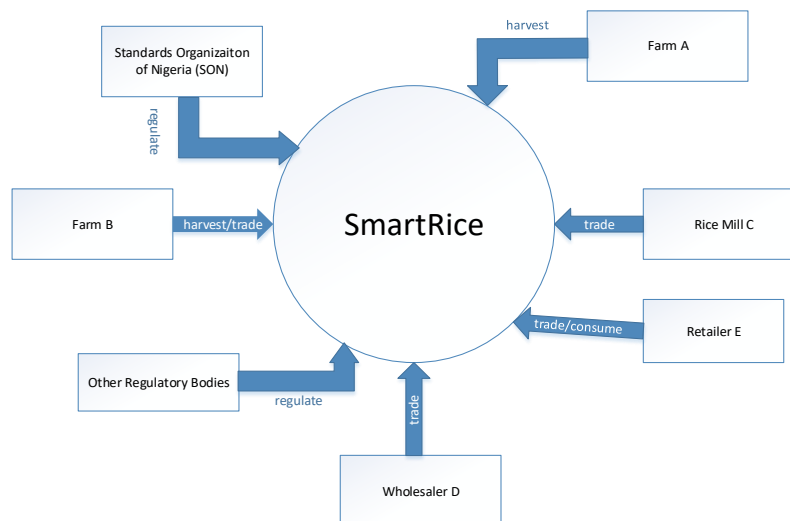 harvest
Standards Organizaiton
of Nigeria (SON)
Farm A
regulate
SmartRice
Farm B
harvest/trade
trade
Rice Mill C
trade/consume
Retailer E
Other Regulatory Bodies
regulate
trade
Wholesaler D